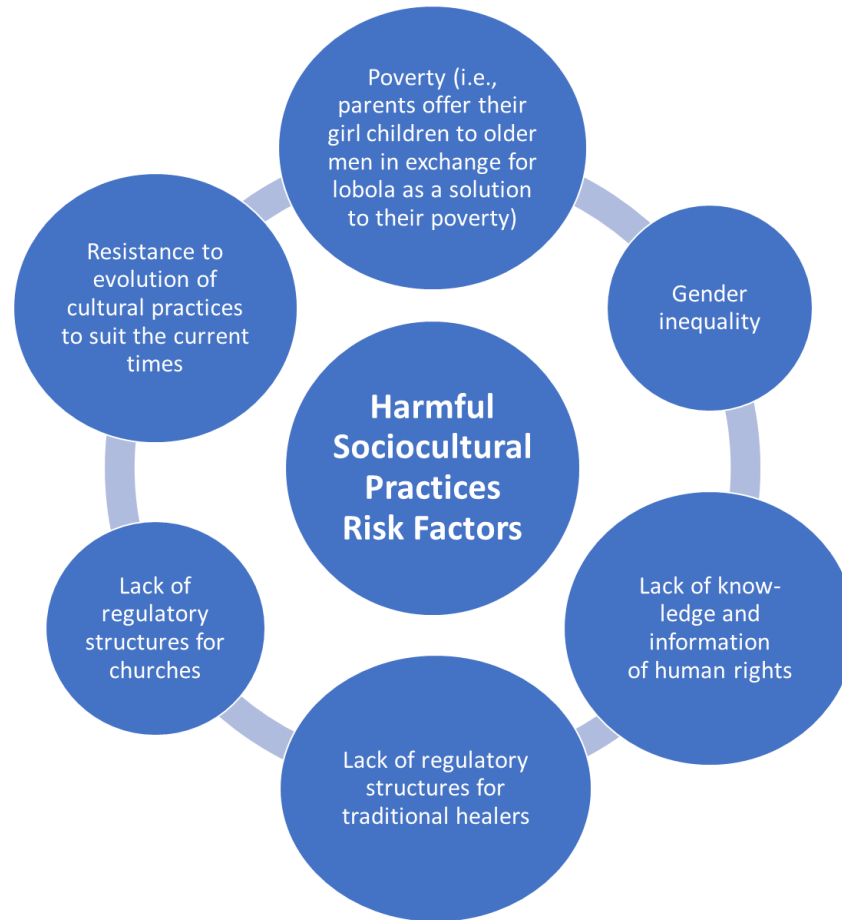 Poverty (i.e.,
parents offer their
girl children to older
men in exchange for
lobola as a solution
to their poverty)
Gender
inequality
Lack of know-
ledge and
information
of human rights
Lack of regulatory
structures for
traditional healers
Lack of
regulatory
structures for
churches
Resistance to
evolution of
cultural practices
to suit the current
times
Harmful
Sociocultural
Practices
Risk Factors